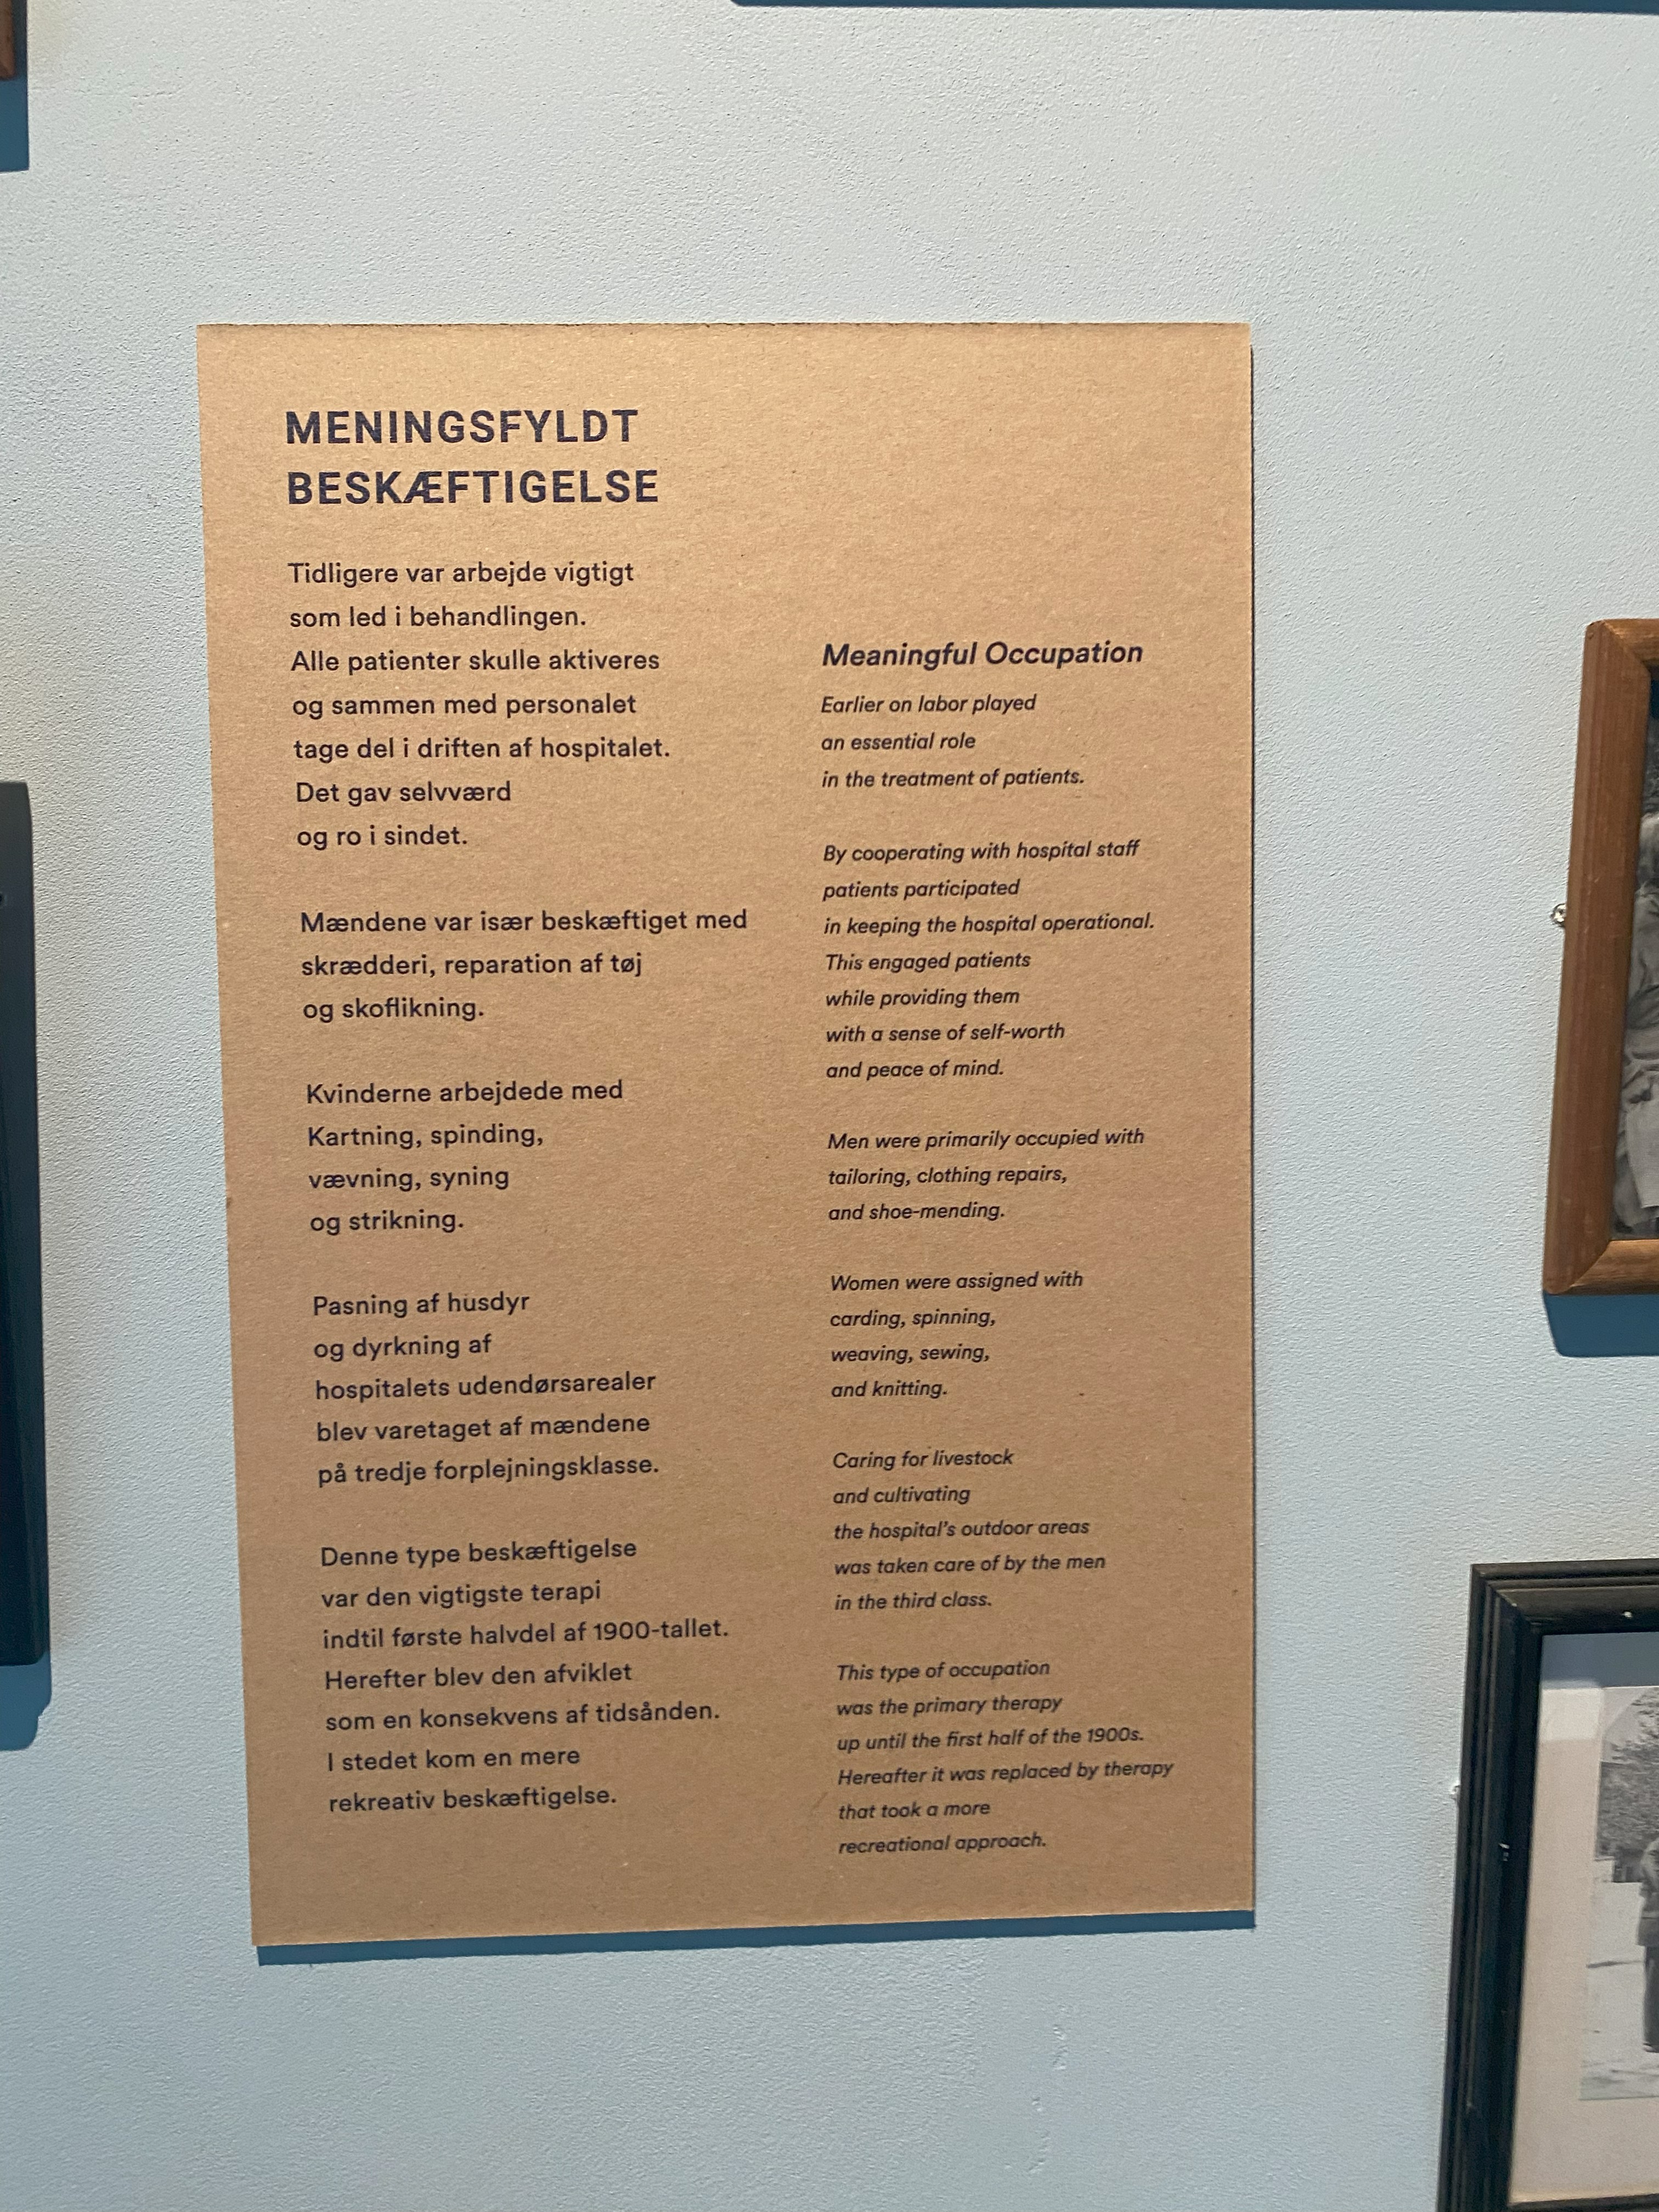 MENINGSFYLDT
BESKÆFTIGELSE
Tidligere var arbejde vigtigt
som led i behandlingen.
Alle patienter skulle aktiveres
og sammen med personalet
tage del i driften af hospitalet.
Det gav selvværd
og ro i sindet.
Mændene var især beskæftiget med
skrædderi, reparation af tøj
og skoflikning.
Kvinderne arbejdede med
Kartning, spinding,
vævning, syning
og strikning.
Pasning af husdyr
og dyrkning af
hospitalets udendørsarealer
blev varetaget af mændene
på tredje forplejningsklasse.
Denne type beskæftigelse
var den vigtigste terapi
indtil første halvdel af 1900-tallet.
Herefter blev den afviklet
som en konsekvens af tidsånden.
I stedet kom en mere
rekreativ beskæftigelse.
Meaningful Occupation
Earlier on labor played
an essential role
in the treatment of patients.
By cooperating with hospital staff
patients participated
in keeping the hospital operational.
This engaged patients
while providing them
with a sense of self-worth
and peace of mind.
Men were primarily occupied with
tailoring, clothing repairs,
and shoe-mending.
Women were assigned with
carding, spinning,
weaving, sewing,
and knitting.
Caring for livestock
and cultivating
the hospital's outdoor areas
was taken care of by the men
in the third class.
This type of occupation
was the primary therapy
up until the first half of the 1900s.
Hereafter it was replaced by therapy
that took a more
recreational approach.